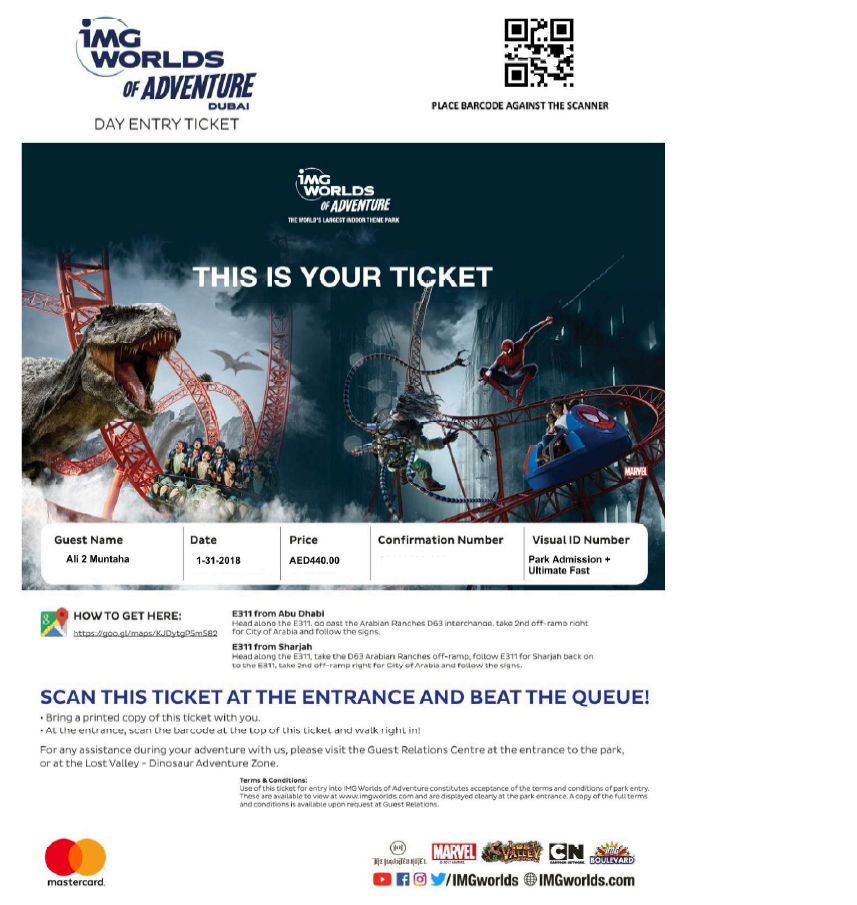 iMG
WORLDS
OF ADVENTURE
DUBAI
DAY ENTRY TICKET
PLACE BARCODE AGAINST THE SCANNER
iMG
WORLDS
OF ADVENTURE
THE WORLD'S LARGEST INDOOR THEME PARK
THIS IS YOUR TICKET
MARVEL
Guest Name Date Price Confirmation Number Visual ID Number
Ali 2 Muntaha 1-31-2018 AED440.00 Park Admission +
Ultimate Fast
HOW TO GET HERE:
https://goo.gl/maps/KJDytgP5m582
E311 from Abu Dhabi
Head along the E311, go past the Arabian Ranches D63 interchange, take 2nd off-ramp right
for City of Arabia and follow the signs.
E311 from Sharjah
Head along the E311, take the D63 Arabian Ranches off-ramp, follow E311 for Sharjah back on
to the E311, take 2nd off-ramp right for City of Arabia and follow the signs.
SCAN THIS TICKET AT THE ENTRANCE AND BEAT THE QUEUE!
• Bring a printed copy of this ticket with you.
• At the entrance, scan the barcode at the top of this ticket and walk right in!
For any assistance during your adventure with us, please visit the Guest Relations Centre at the entrance to the park,
or at the Lost Valley - Dinosaur Adventure Zone.
Terms & Conditions:
Use of this ticket for entry into IMG Worlds of Adventure constitutes acceptance of the terms and conditions of park entry.
These are available to view at www.imgworlds.com and are displayed clearly at the park entrance. A copy of the full terms
and conditions is available upon request at Guest Relations.
mastercard.
THE HAUNTED HOTEL MARVEL LOST VALLEY CN iMG BOULEVARD
© 2017 MARVEL CARTOON NETWORK
/IMGworlds IMGworlds.com